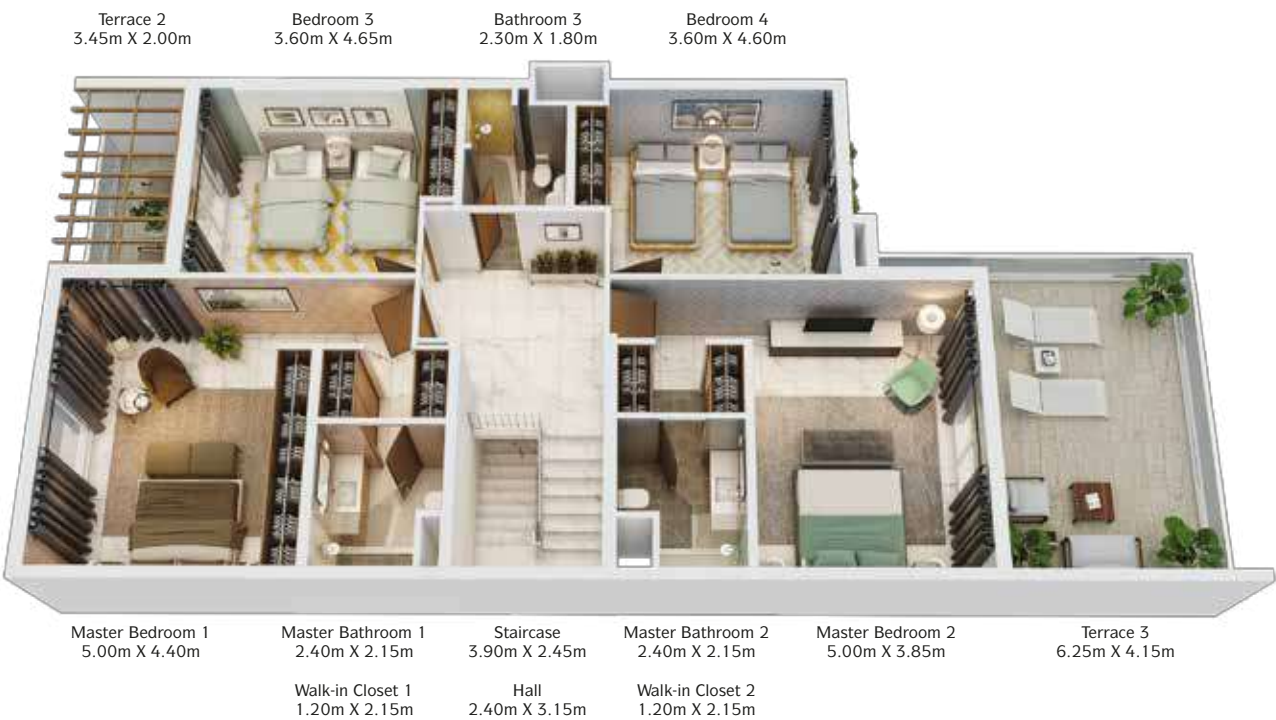 Terrace 2
3.45m X 2.00m
Bedroom 3
3.60m X 4.65m
Bathroom 3
2.30m X 1.80m
Bedroom 4
3.60m X 4.60m
Master Bedroom 1
5.00m X 4.40m
Master Bathroom 1
2.40m X 2.15m
Staircase
3.90m X 2.45m
Master Bathroom 2
2.40m X 2.15m
Master Bedroom 2
5.00m X 3.85m
Terrace 3
6.25m X 4.15m
Walk-in Closet 1
1.20m X 2.15m
Hall
2.40m X 3.15m
Walk-in Closet 2
1.20m X 2.15m